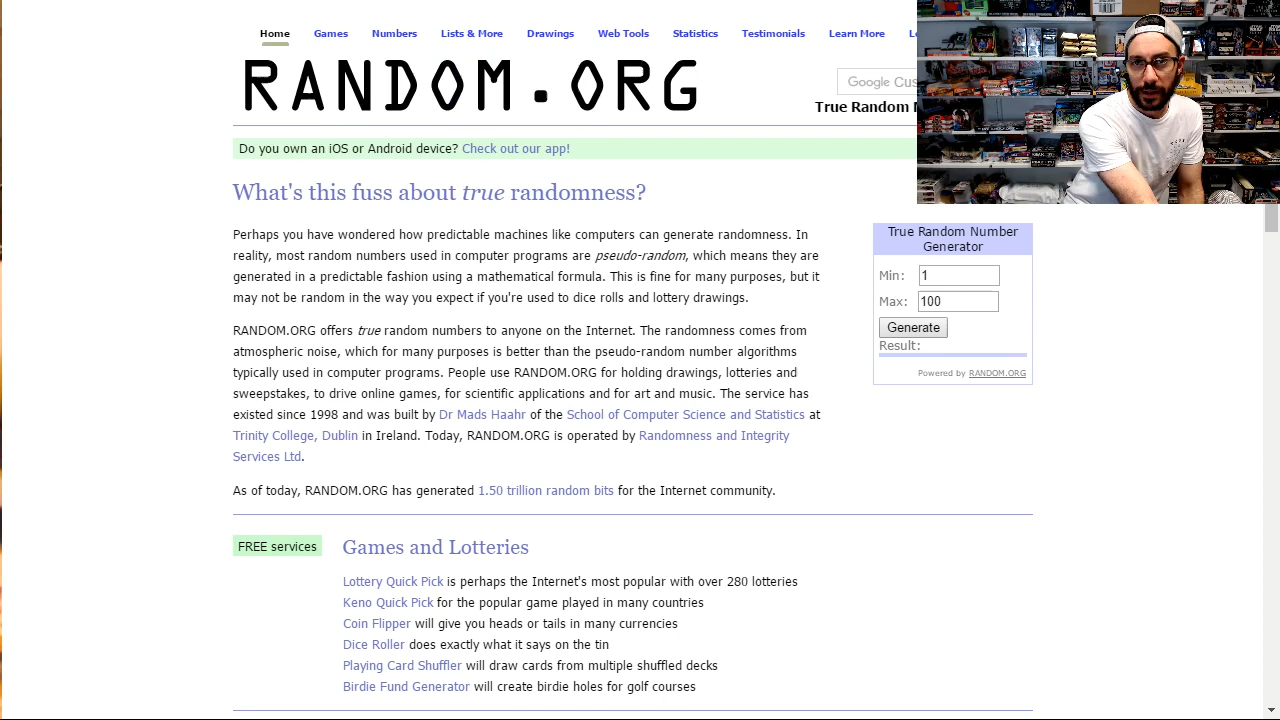 Home Games Numbers Lists & More Drawings Web Tools Statistics Testimonials Learn More
RANDOM.ORG
Google
True Random
Do you own an iOS or Android device? Check out our app!
What's this fuss about true randomness?
Perhaps you have wondered how predictable machines like computers can generate randomness. In
reality, most random numbers used in computer programs are pseudo-random, which means they are
generated in a predictable fashion using a mathematical formula. This is fine for many purposes, but it
may not be random in the way you expect if you're used to dice rolls and lottery drawings.
RANDOM.ORG offers true random numbers to anyone on the Internet. The randomness comes from
atmospheric noise, which for many purposes is better than the pseudo-random number algorithms
typically used in computer programs. People use RANDOM.ORG for holding drawings, lotteries and
sweepstakes, to drive online games, for scientific applications and for art and music. The service has
existed since 1998 and was built by Dr Mads Haahr of the School of Computer Science and Statistics at
Trinity College, Dublin in Ireland. Today, RANDOM.ORG is operated by Randomness and Integrity
Services Ltd.
As of today, RANDOM.ORG has generated 1.50 trillion random bits for the Internet community.
True Random Number
Generator
Min: 1
Max: 100
Generate
Result:
Powered by RANDOM.ORG
FREE services
Games and Lotteries
Lottery Quick Pick is perhaps the Internet's most popular with over 280 lotteries
Keno Quick Pick for the popular game played in many countries
Coin Flipper will give you heads or tails in many currencies
Dice Roller does exactly what it says on the tin
Playing Card Shuffler will draw cards from multiple shuffled decks
Birdie Fund Generator will create birdie holes for golf courses